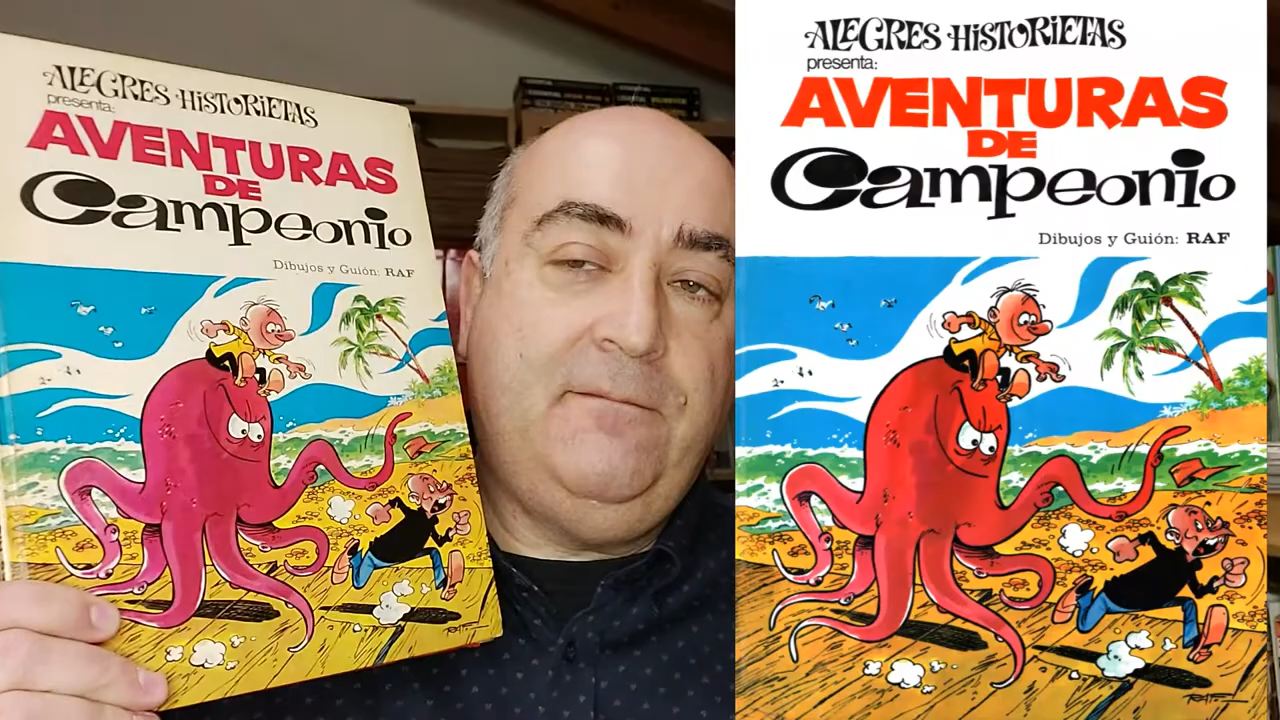 ALEGRES HISTORIETAS
presenta:
AVENTURAS
DE
Campeonio
Dibujos y Guión: RAF
RAF
ALEGRES HISTORIETAS
presenta:
AVENTURAS
DE
Campeonio
Dibujos y Guión: RAF
RAF